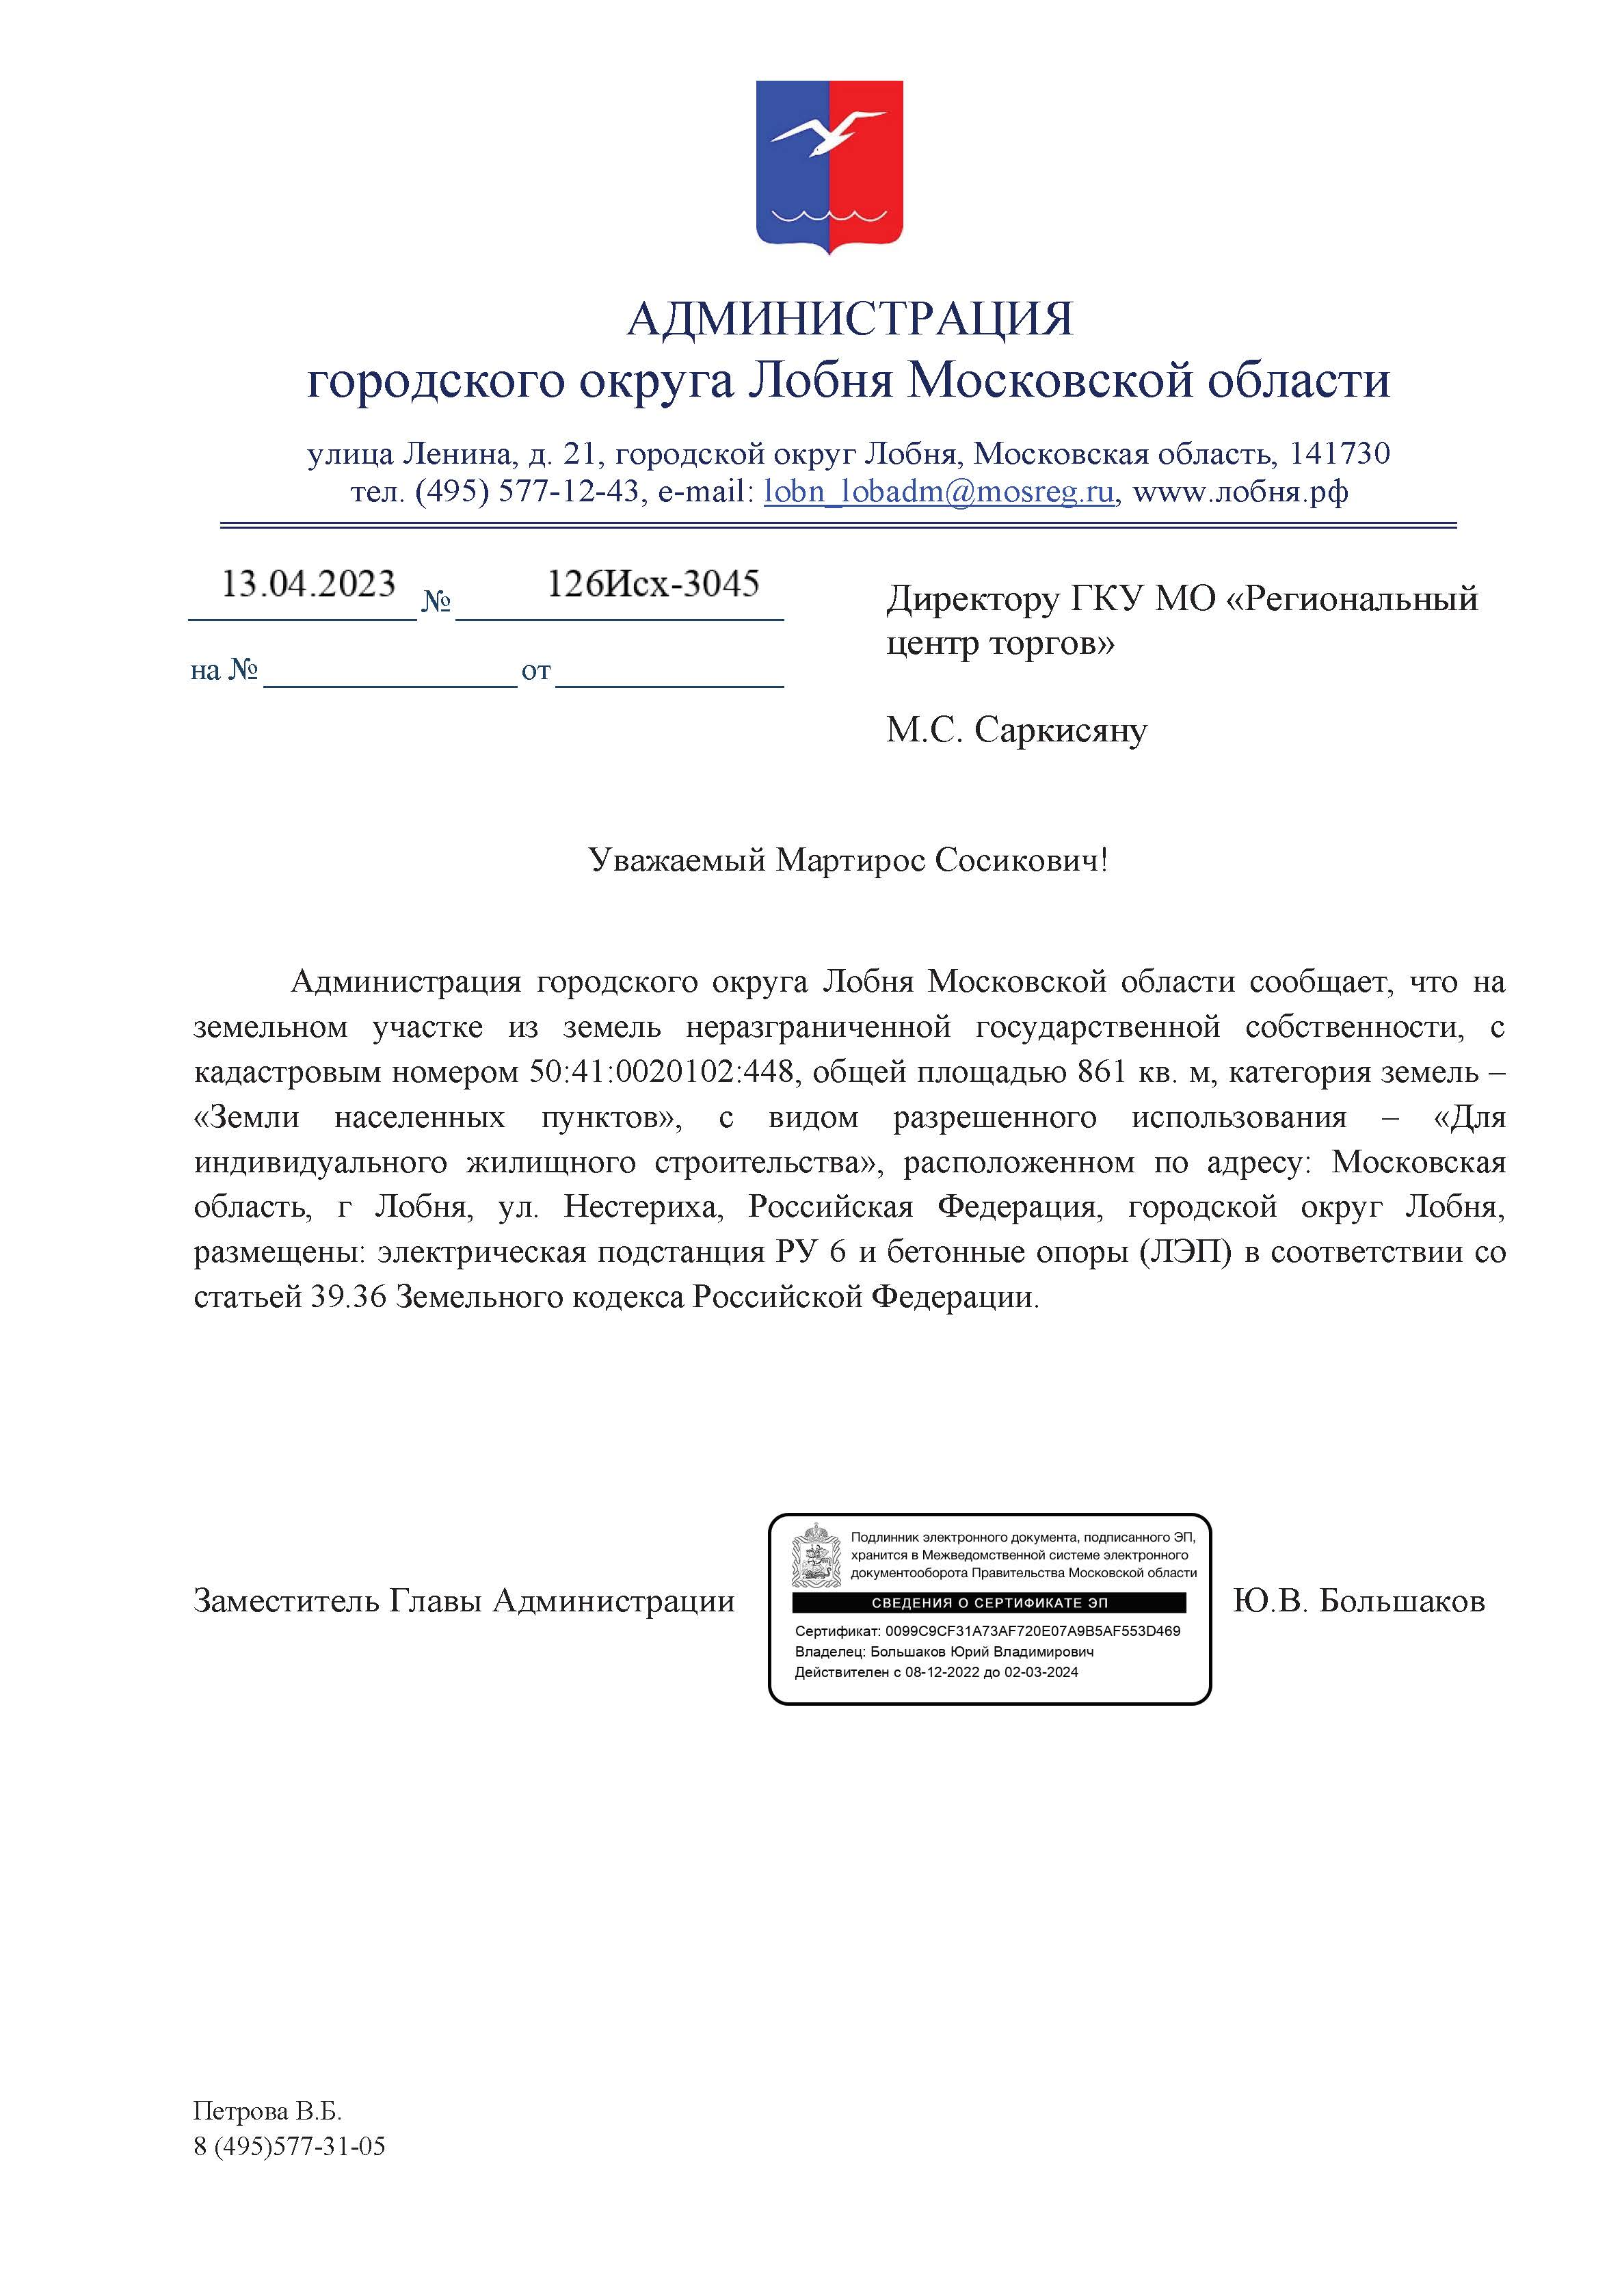 АДМИНИСТРАЦИЯ
городского округа Лобня Московской области
улица Ленина, д. 21, городской округ Лобня, Московская область, 141730
тел. (495) 577-12-43, e-mail: lobn_lobadm@mosreg.ru, www.лобня.рф
13.04.2023 № 126Исх-3045
на № от
Директору ГКУ МО «Региональный
центр торгов»
М.С. Саркисяну
Уважаемый Мартирос Сосикович!
Администрация городского округа Лобня Московской области сообщает, что на
земельном участке из земель неразграниченной государственной собственности, с
кадастровым номером 50:41:0020102:448, общей площадью 861 кв. м, категория земель –
«Земли населенных пунктов», с видом разрешенного использования – «Для
индивидуального жилищного строительства», расположенном по адресу: Московская
область, г Лобня, ул. Нестериха, Российская Федерация, городской округ Лобня,
размещены: электрическая подстанция РУ 6 и бетонные опоры (ЛЭП) в соответствии со
статьей 39.36 Земельного кодекса Российской Федерации.
Заместитель Главы Администрации
Подлинник электронного документа, подписанного ЭП,
хранится в Межведомственной системе электронного
документооборота Правительства Московской области
СВЕДЕНИЯ О СЕРТИФИКАТЕ ЭП
Сертификат: 0099C9CF31A73AF720E07A9B5AF553D469
Владелец: Большаков Юрий Владимирович
Действителен с 08-12-2022 до 02-03-2024
Ю.В. Большаков
Петрова В.Б.
8 (495)577-31-05